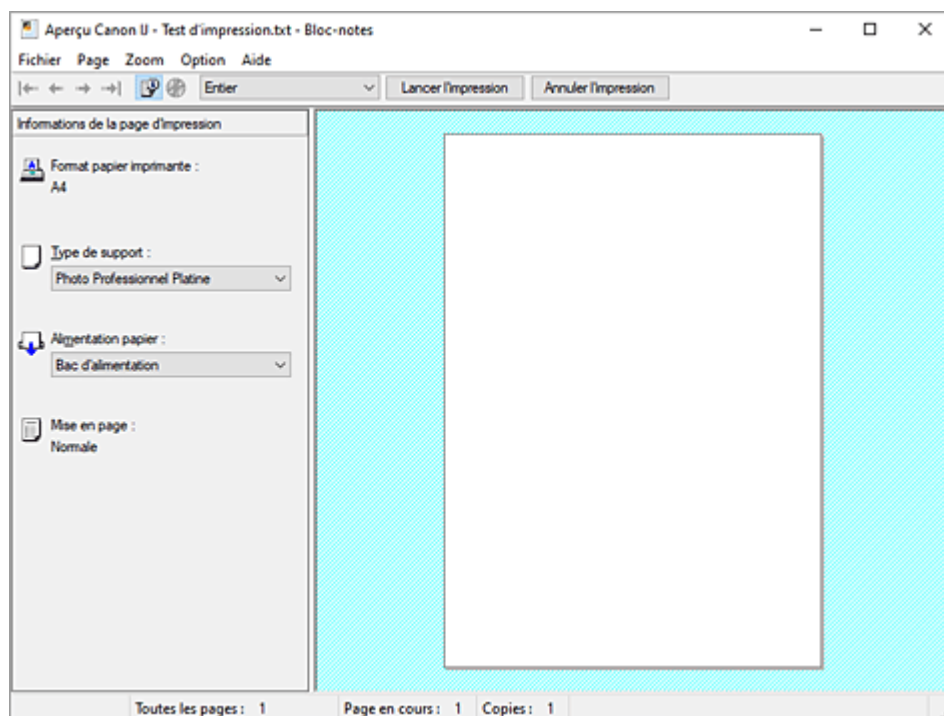 Aperçu Canon IJ - Test d'impression.txt - Bloc-notes
Fichier Page Zoom Option Aide
Entier Lancer l'impression Annuler l'impression
Informations de la page d'impression
Format papier imprimante :
A4
Type de support :
Photo Professionnel Platine
Alimentation papier :
Bac d'alimentation
Mise en page :
Normale
Toutes les pages : 1 Page en cours : 1 Copies : 1